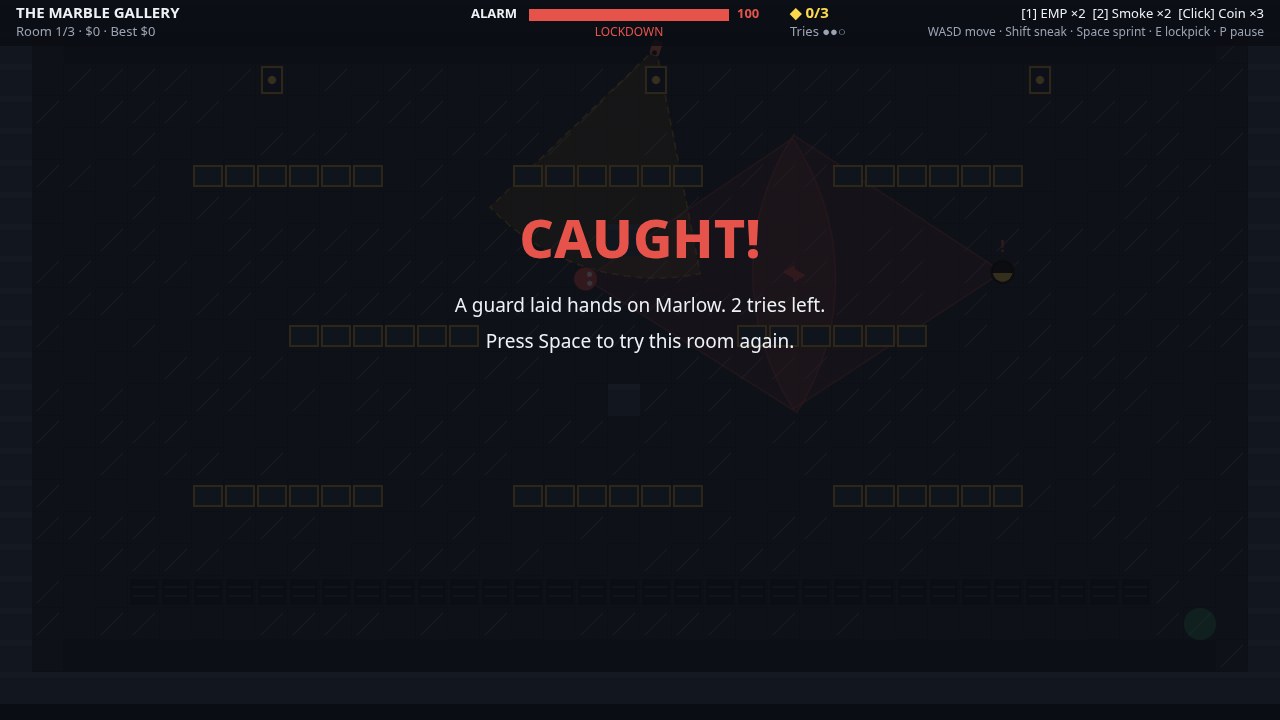 THE MARBLE GALLERY
Room 1/3 · $0 · Best $0
ALARM 100
LOCKDOWN
◆ 0/3
Tries ●●○
[1] EMP ×2 [2] Smoke ×2 [Click] Coin ×3
WASD move · Shift sneak · Space sprint · E lockpick · P pause
!
CAUGHT!
A guard laid hands on Marlow. 2 tries left.
Press Space to try this room again.